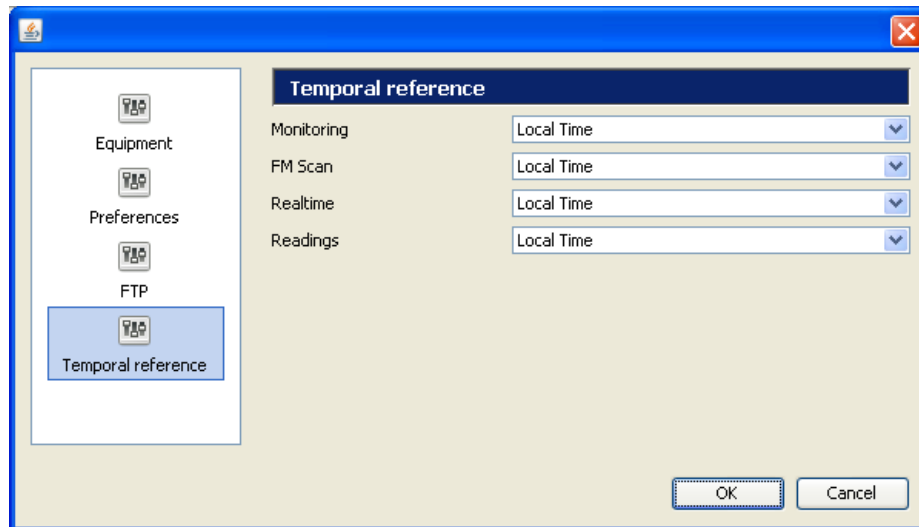 Equipment
Preferences
FTP
Temporal reference
Temporal reference
Monitoring Local Time
FM Scan Local Time
Realtime Local Time
Readings Local Time
OK Cancel